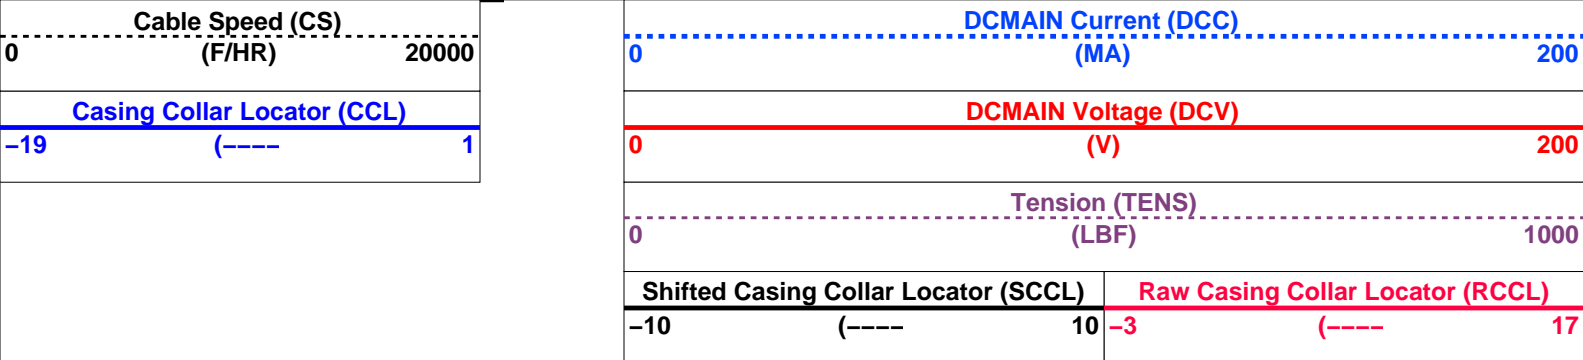 Cable Speed (CS)
0 (F/HR) 20000
Casing Collar Locator (CCL)
−19 (−−−− 1
DCMAIN Current (DCC)
0 (MA) 200
DCMAIN Voltage (DCV)
0 (V) 200
Tension (TENS)
0 (LBF) 1000
Shifted Casing Collar Locator (SCCL)
−10 (−−−− 10
Raw Casing Collar Locator (RCCL)
−3 (−−−− 17